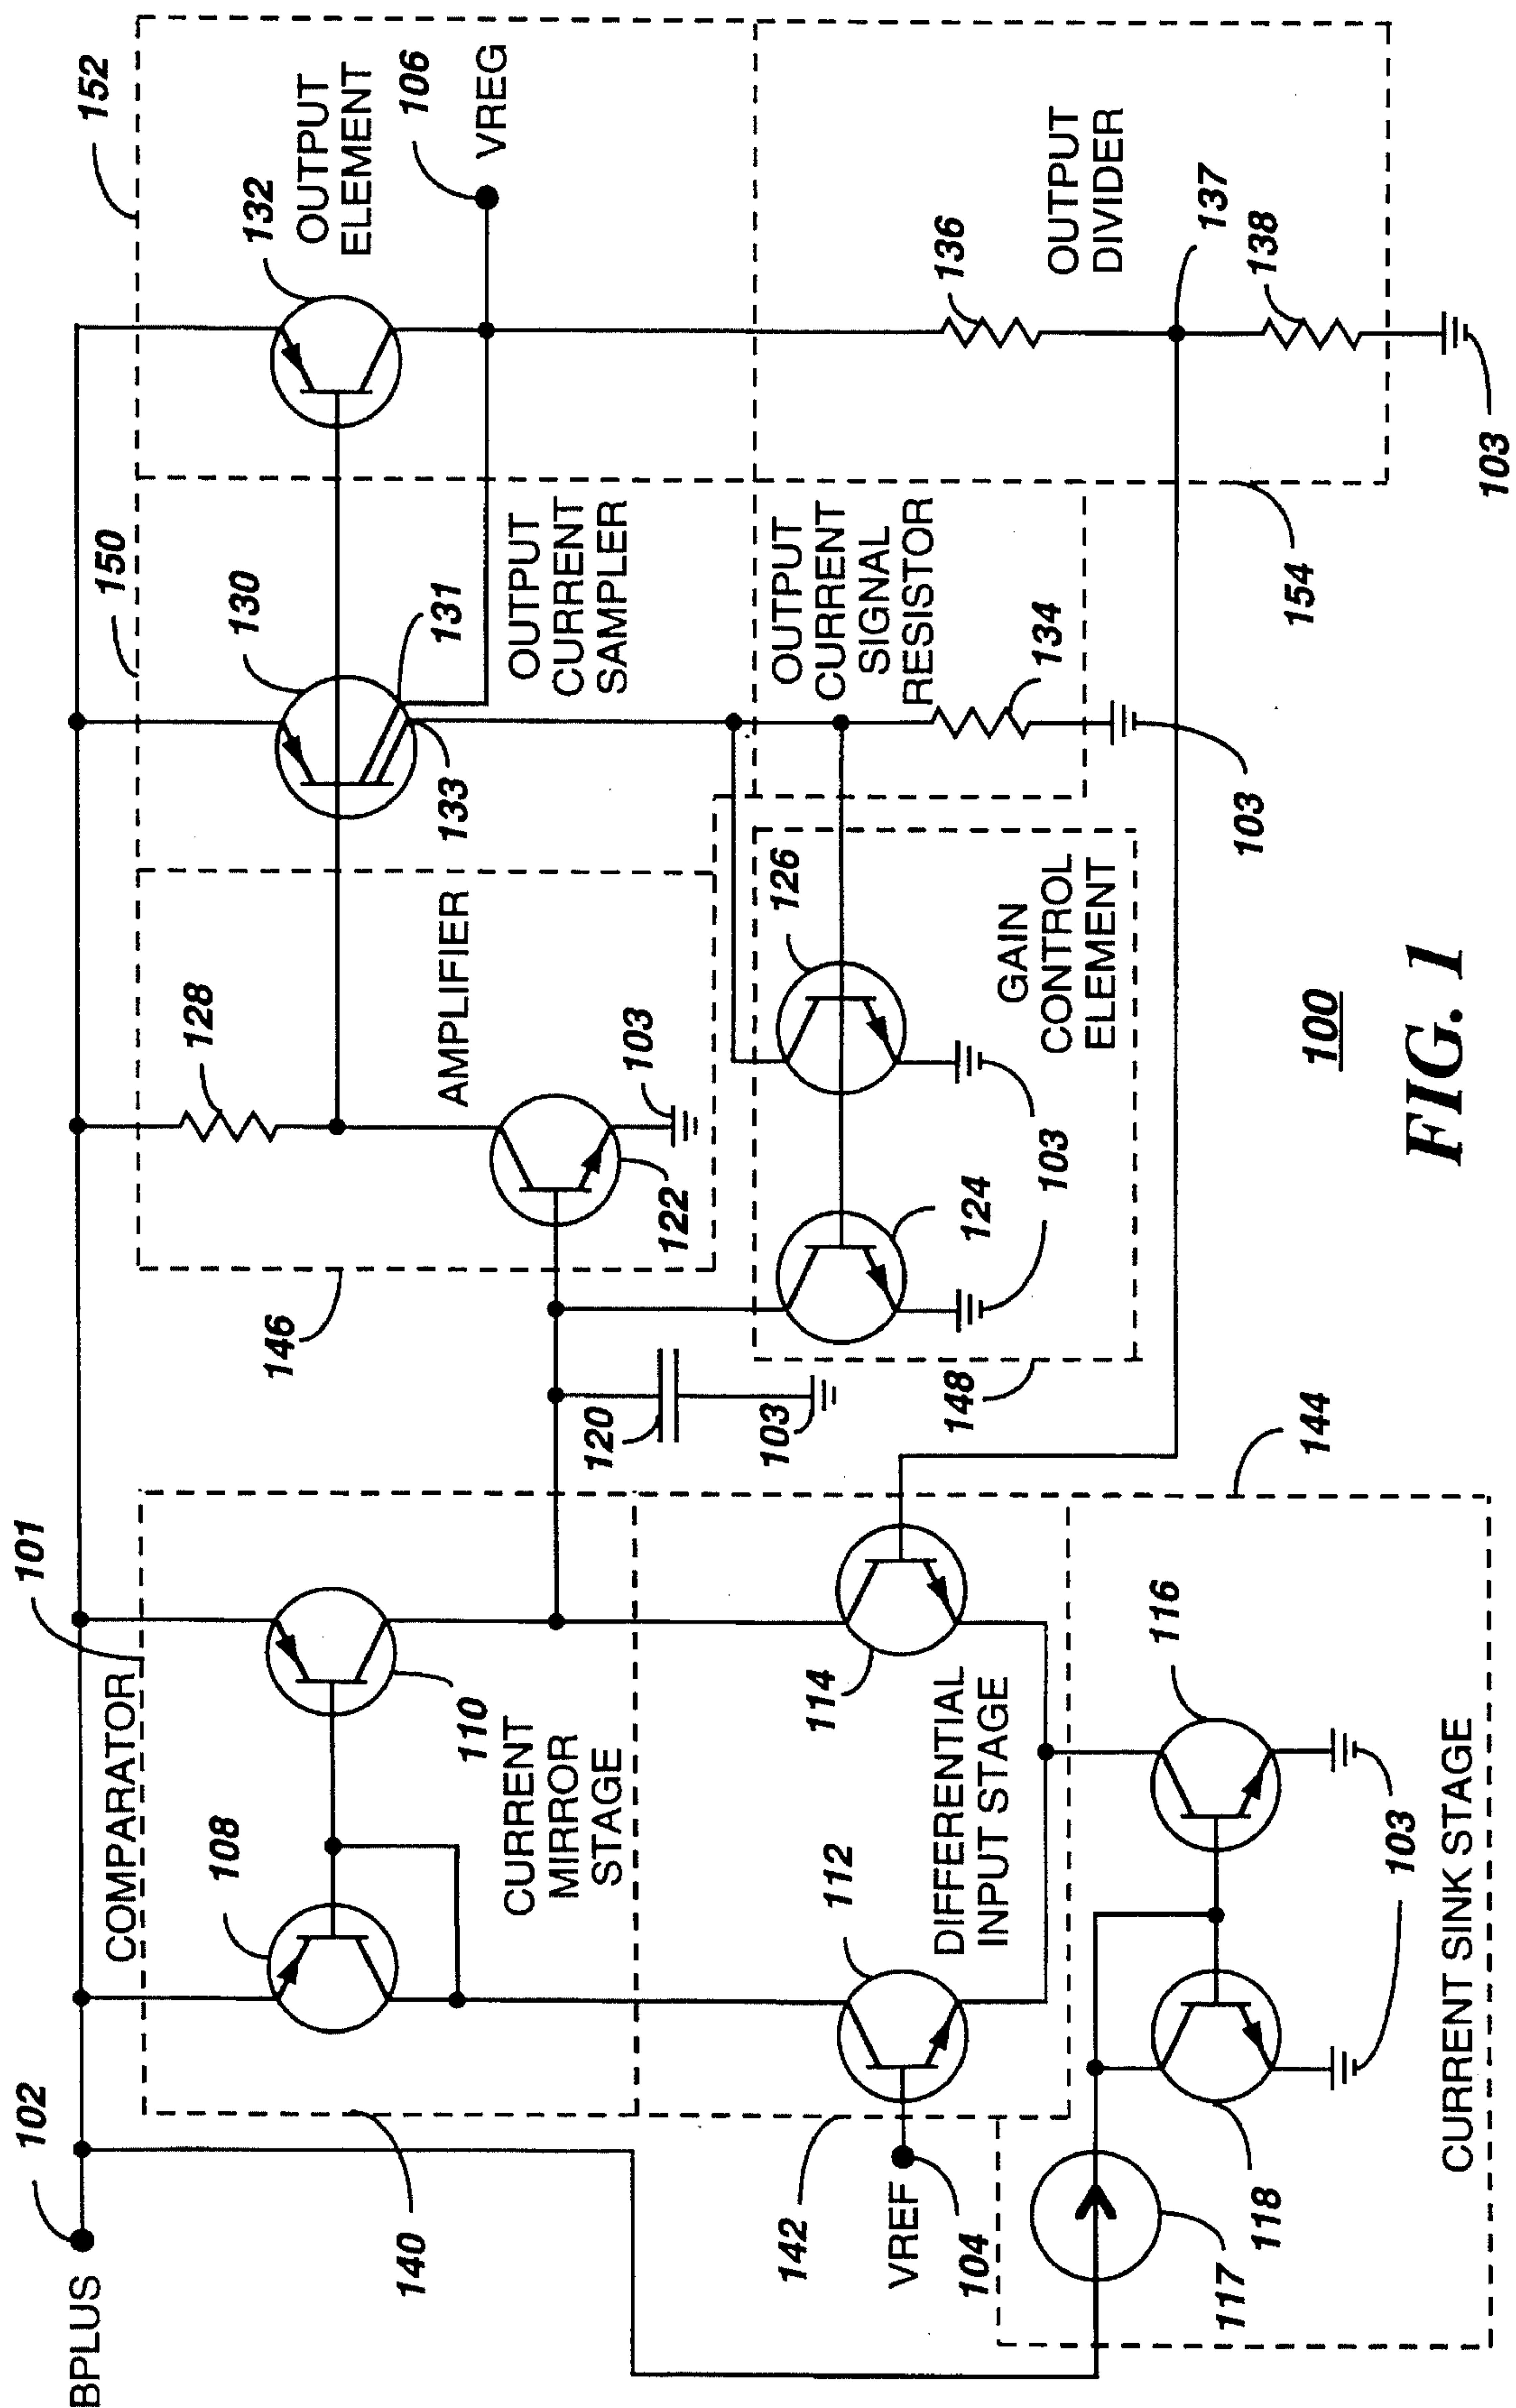 BPLUS
102
101
COMPARATOR
108
110
CURRENT
MIRROR
STAGE
140
112
114
DIFFERENTIAL
INPUT STAGE
142
VREF
104
117
118
116
103
CURRENT SINK STAGE
144
120
103
146
128
AMPLIFIER
122
103
124
126
103
GAIN
CONTROL
ELEMENT
148
150
130
131
133
OUTPUT
CURRENT
SAMPLER
OUTPUT
CURRENT
SIGNAL
RESISTOR
134
103
152
132
OUTPUT
ELEMENT
106
VREG
136
OUTPUT
DIVIDER
137
138
154
103
100
FIG. 1